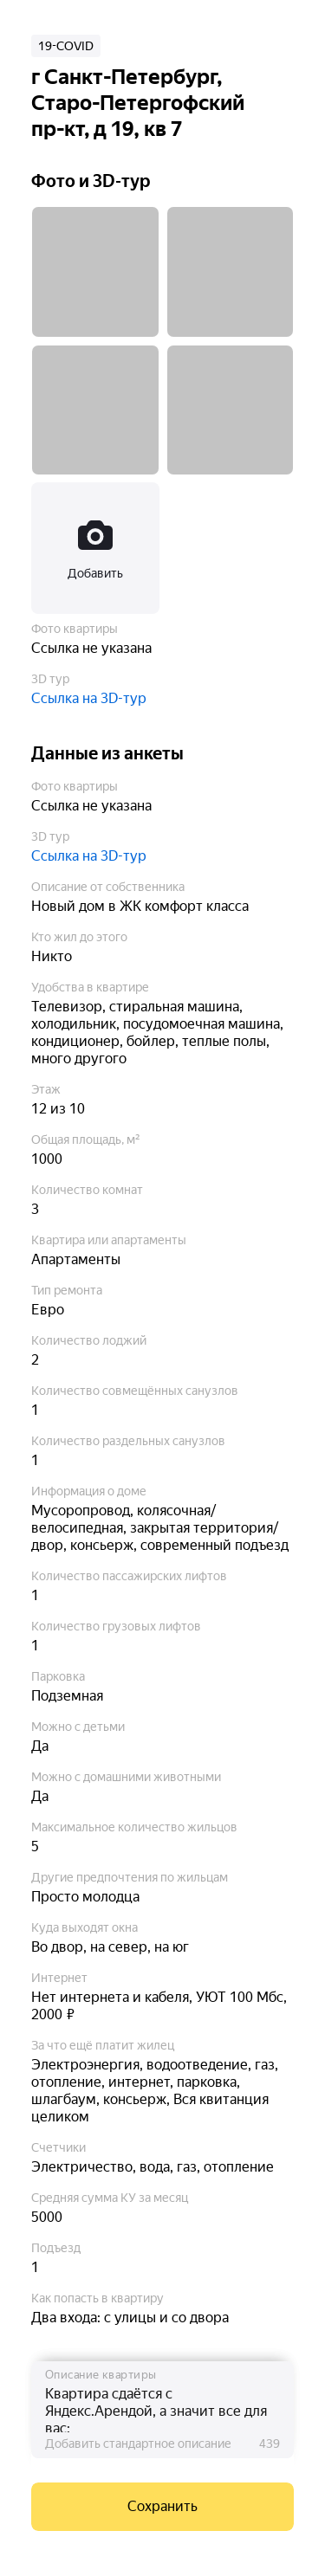 19-COVID
г Санкт-Петербург,
Старо-Петергофский
пр-кт, д 19, кв 7
Фото и 3D-тур
Добавить
Фото квартиры
Ссылка не указана
3D тур
Ссылка на 3D-тур
Данные из анкеты
Фото квартиры
Ссылка не указана
3D тур
Ссылка на 3D-тур
Описание от собственника
Новый дом в ЖК комфорт класса
Кто жил до этого
Никто
Удобства в квартире
Телевизор, стиральная машина,
холодильник, посудомоечная машина,
кондиционер, бойлер, теплые полы,
много другого
Этаж
12 из 10
Общая площадь, м²
1000
Количество комнат
3
Квартира или апартаменты
Апартаменты
Тип ремонта
Евро
Количество лоджий
2
Количество совмещённых санузлов
1
Количество раздельных санузлов
1
Информация о доме
Мусоропровод, колясочная/
велосипедная, закрытая территория/
двор, консьерж, современный подъезд
Количество пассажирских лифтов
1
Количество грузовых лифтов
1
Парковка
Подземная
Можно с детьми
Да
Можно с домашними животными
Да
Максимальное количество жильцов
5
Другие предпочтения по жильцам
Просто молодца
Куда выходят окна
Во двор, на север, на юг
Интернет
Нет интернета и кабеля, УЮТ 100 Мбс,
2000 ₽
За что ещё платит жилец
Электроэнергия, водоотведение, газ,
отопление, интернет, парковка,
шлагбаум, консьерж, Вся квитанция
целиком
Счетчики
Электричество, вода, газ, отопление
Средняя сумма КУ за месяц
5000
Подъезд
1
Как попасть в квартиру
Два входа: с улицы и со двора
Описание квартиры
Квартира сдаётся с
Яндекс.Арендой, а значит все для
вас:
Добавить стандартное описание 439
Сохранить